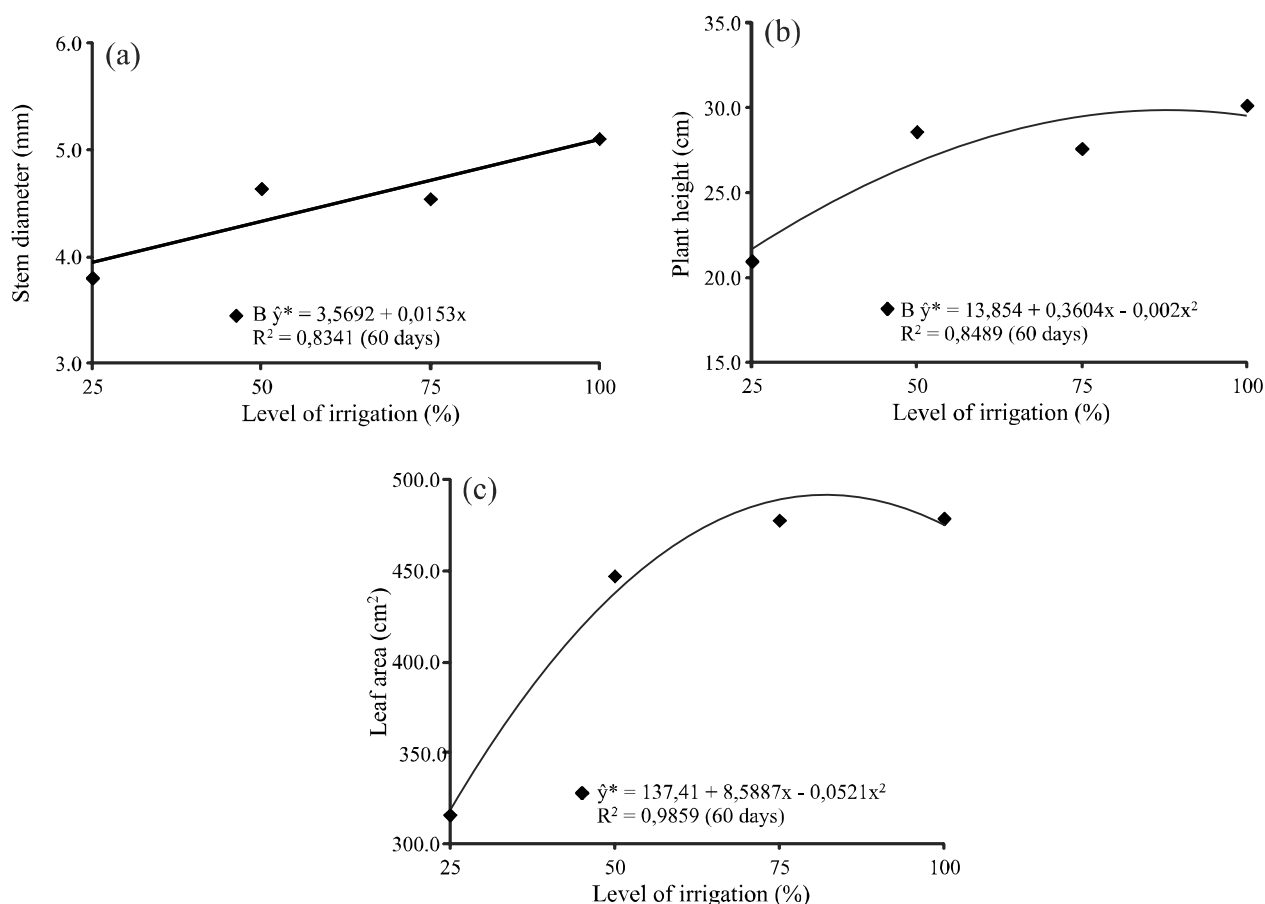 (a)
6.0
5.0
4.0
3.0
Stem diameter (mm)
B ŷ* = 3,5692 + 0,0153x
R² = 0,8341 (60 days)
25
50
75
100
Level of irrigation (%)
(b)
35.0
30.0
25.0
20.0
15.0
Plant height (cm)
B ŷ* = 13,854 + 0,3604x - 0,002x²
R² = 0,8489 (60 days)
25
50
75
100
Level of irrigation (%)
(c)
500.0
450.0
400.0
350.0
300.0
Leaf area (cm²)
ŷ* = 137,41 + 8,5887x - 0,0521x²
R² = 0,9859 (60 days)
25
50
75
100
Level of irrigation (%)